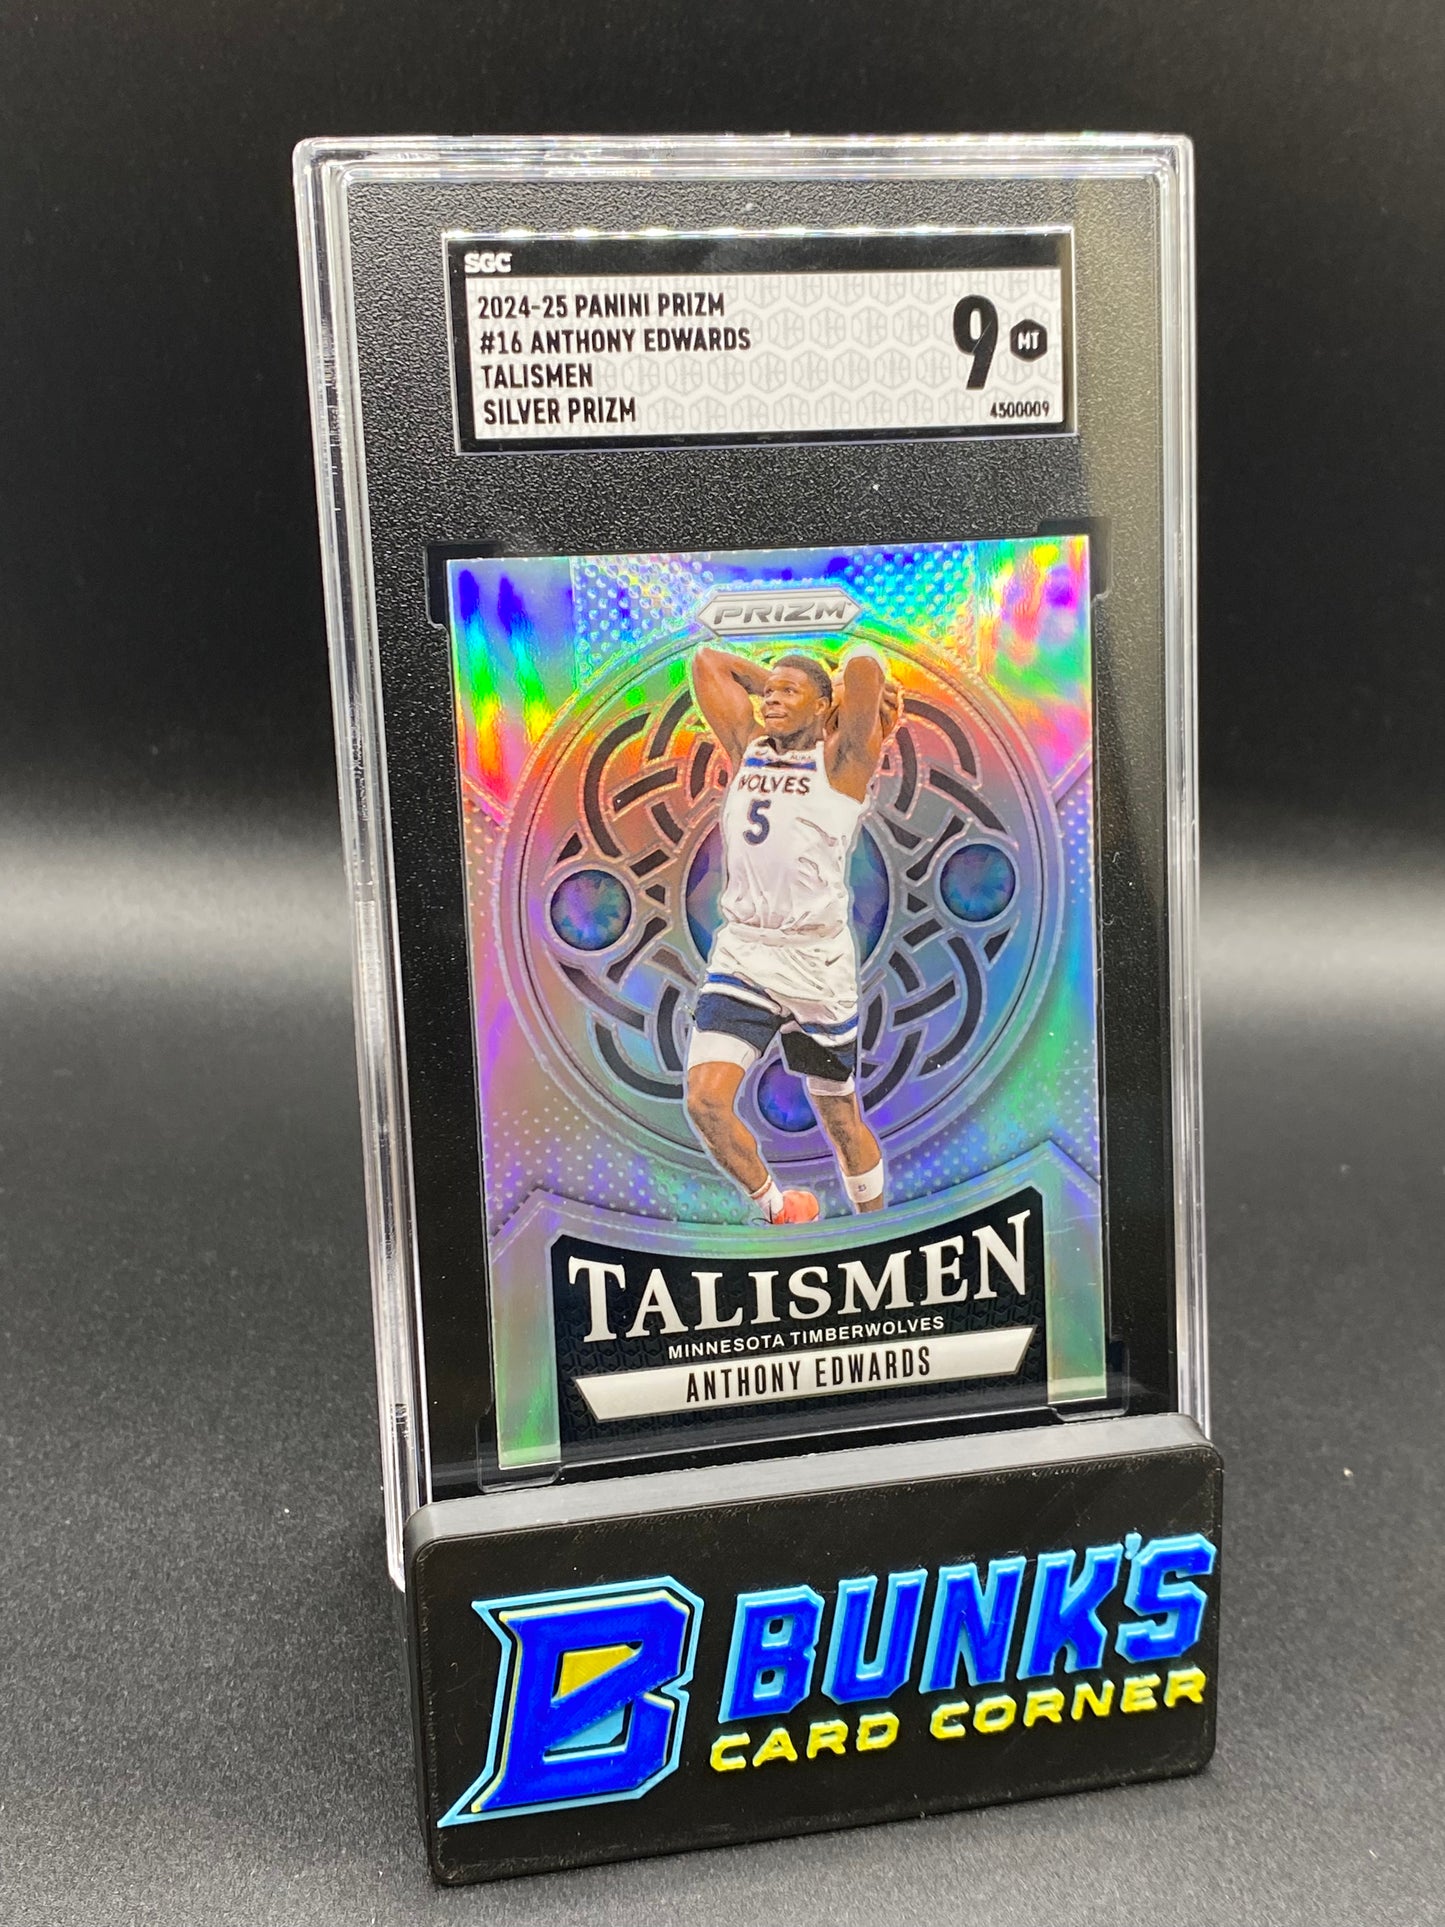 SGC
2024-25 PANINI PRIZM
#16 ANTHONY EDWARDS
TALISMEN
SILVER PRIZM
9 MT
4500009
PRIZM
WOLVES
5
TALISMEN
MINNESOTA TIMBERWOLVES
ANTHONY EDWARDS
B BUNK'S
CARD CORNER